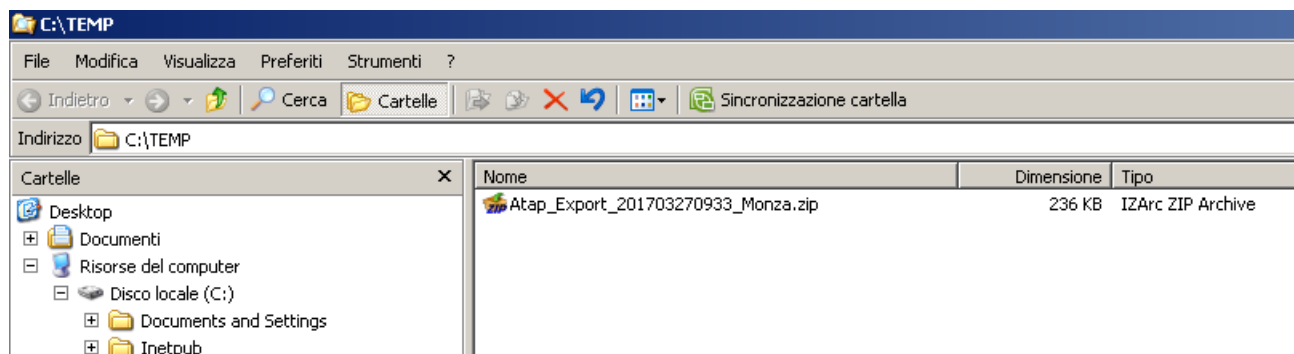 C:\TEMP
File Modifica Visualizza Preferiti Strumenti ?
Indietro Cerca Cartelle Sincronizzazione cartella
Indirizzo C:\TEMP
Cartelle x Nome Dimensione Tipo
Desktop Atap_Export_201703270933_Monza.zip 236 KB IZArc ZIP Archive
Documenti
Risorse del computer
Disco locale (C:)
Documents and Settings
Inetpub